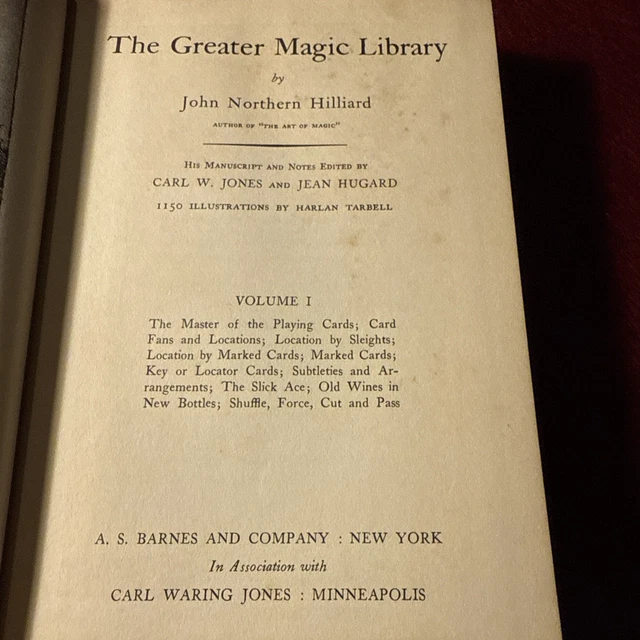 The Greater Magic Library
by
John Northern Hilliard
AUTHOR OF "THE ART OF MAGIC"
HIS MANUSCRIPT AND NOTES EDITED BY
CARL W. JONES AND JEAN HUGARD
1150 ILLUSTRATIONS BY HARLAN TARBELL
VOLUME I
The Master of the Playing Cards; Card
Fans and Locations; Location by Sleights;
Location by Marked Cards; Marked Cards;
Key or Locator Cards; Subtleties and Ar-
rangements; The Slick Ace; Old Wines in
New Bottles; Shuffle, Force, Cut and Pass
A. S. BARNES AND COMPANY : NEW YORK
In Association with
CARL WARING JONES : MINNEAPOLIS